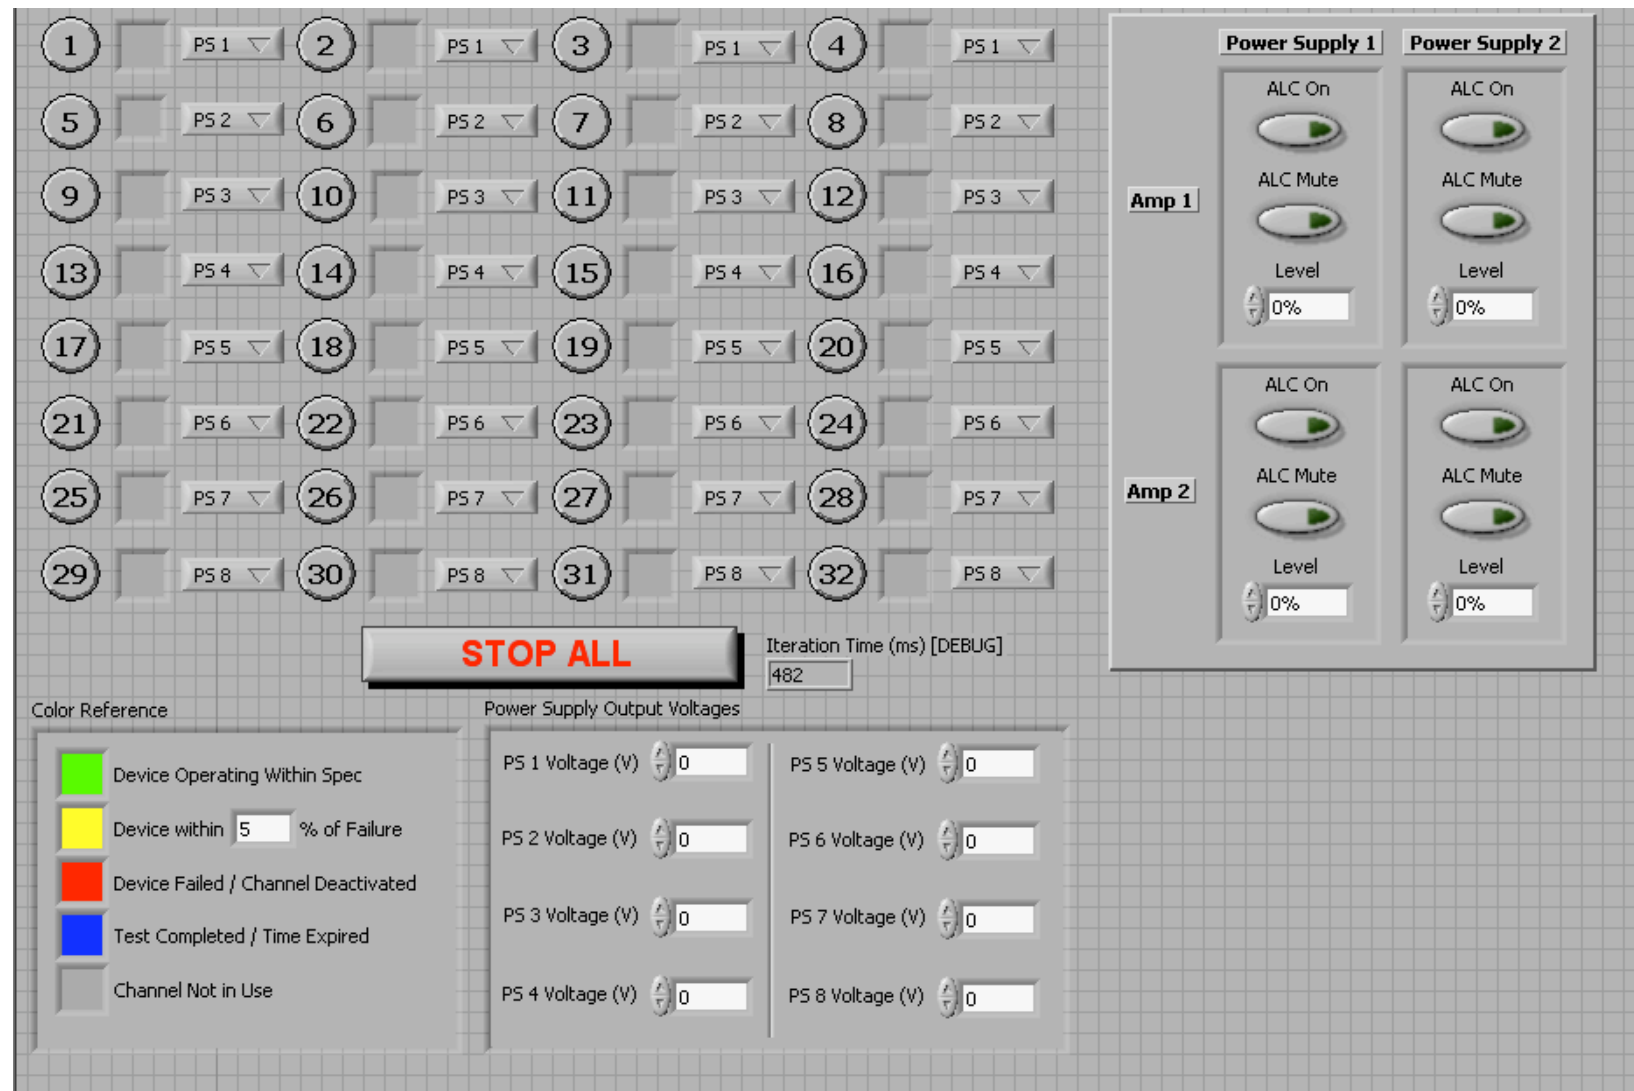 1 PS 1 2 PS 1 3 PS 1 4 PS 1
5 PS 2 6 PS 2 7 PS 2 8 PS 2
9 PS 3 10 PS 3 11 PS 3 12 PS 3
13 PS 4 14 PS 4 15 PS 4 16 PS 4
17 PS 5 18 PS 5 19 PS 5 20 PS 5
21 PS 6 22 PS 6 23 PS 6 24 PS 6
25 PS 7 26 PS 7 27 PS 7 28 PS 7
29 PS 8 30 PS 8 31 PS 8 32 PS 8
Power Supply 1 Power Supply 2
ALC On ALC On
ALC Mute ALC Mute
Amp 1
Level Level
0% 0%
ALC On ALC On
ALC Mute ALC Mute
Amp 2
Level Level
0% 0%
STOP ALL
Iteration Time (ms) [DEBUG]
482
Color Reference
Device Operating Within Spec
Device within 5 % of Failure
Device Failed / Channel Deactivated
Test Completed / Time Expired
Channel Not in Use
Power Supply Output Voltages
PS 1 Voltage (V) 0 PS 5 Voltage (V) 0
PS 2 Voltage (V) 0 PS 6 Voltage (V) 0
PS 3 Voltage (V) 0 PS 7 Voltage (V) 0
PS 4 Voltage (V) 0 PS 8 Voltage (V) 0